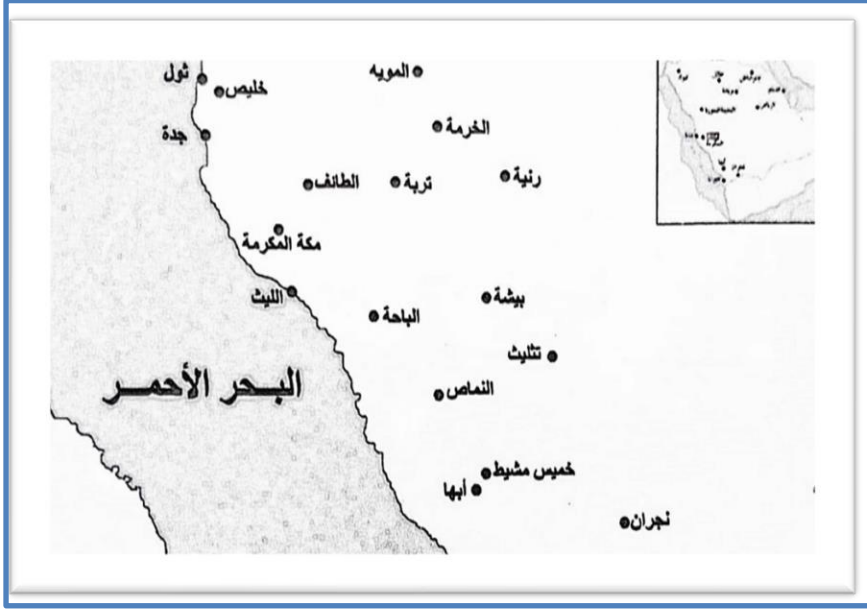 المويه
ثول
خليص
الخرمة
جدة
رنية
تربة
الطائف
مكة المكرمة
الليث
بيشة
الباحة
تثليث
البحر الأحمر
النماص
خميس مشيط
أبها
نجران